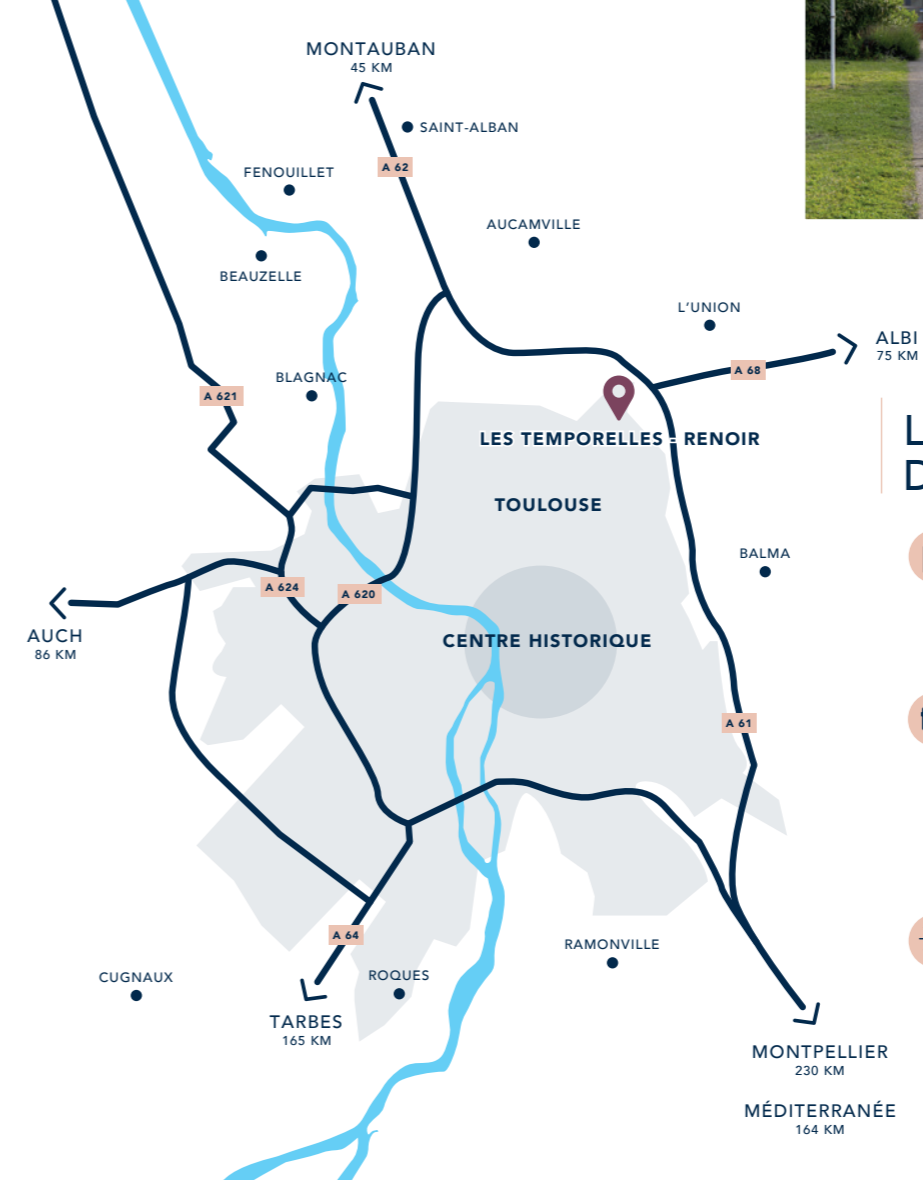 MONTAUBAN
45 KM
SAINT-ALBAN
A 62
FENOUILLET
AUCAMVILLE
BEAUZELLE
L'UNION
ALBI
75 KM
A 68
BLAGNAC
A 621
LES TEMPORELLES - RENOIR
L
D
TOULOUSE
BALMA
A 624
A 620
AUCH
86 KM
CENTRE HISTORIQUE
A 61
A 64
RAMONVILLE
CUGNAUX
ROQUES
TARBES
165 KM
MONTPELLIER
230 KM
MÉDITERRANÉE
164 KM